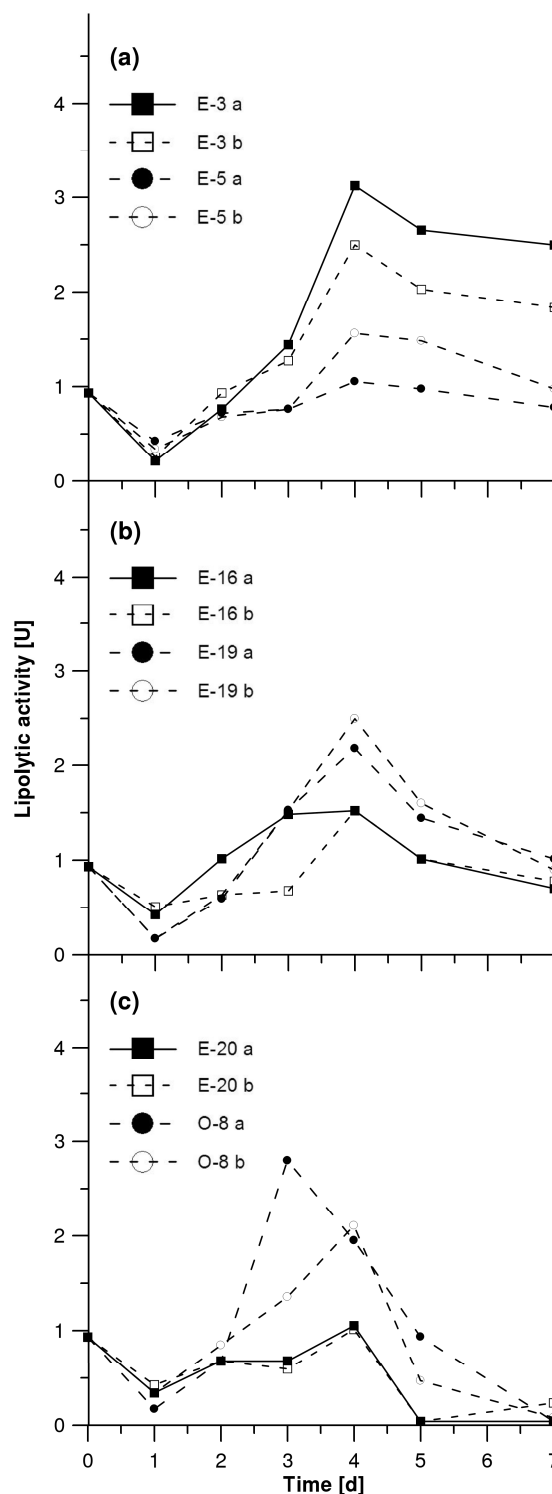 (a)
E-3 a
E-3 b
E-5 a
E-5 b
4
3
2
1
0
(b)
E-16 a
E-16 b
E-19 a
E-19 b
4
3
2
1
0
Lipolytic activity [U]
(c)
E-20 a
E-20 b
O-8 a
O-8 b
4
3
2
1
0
0 1 2 3 4 5 6 7
Time [d]